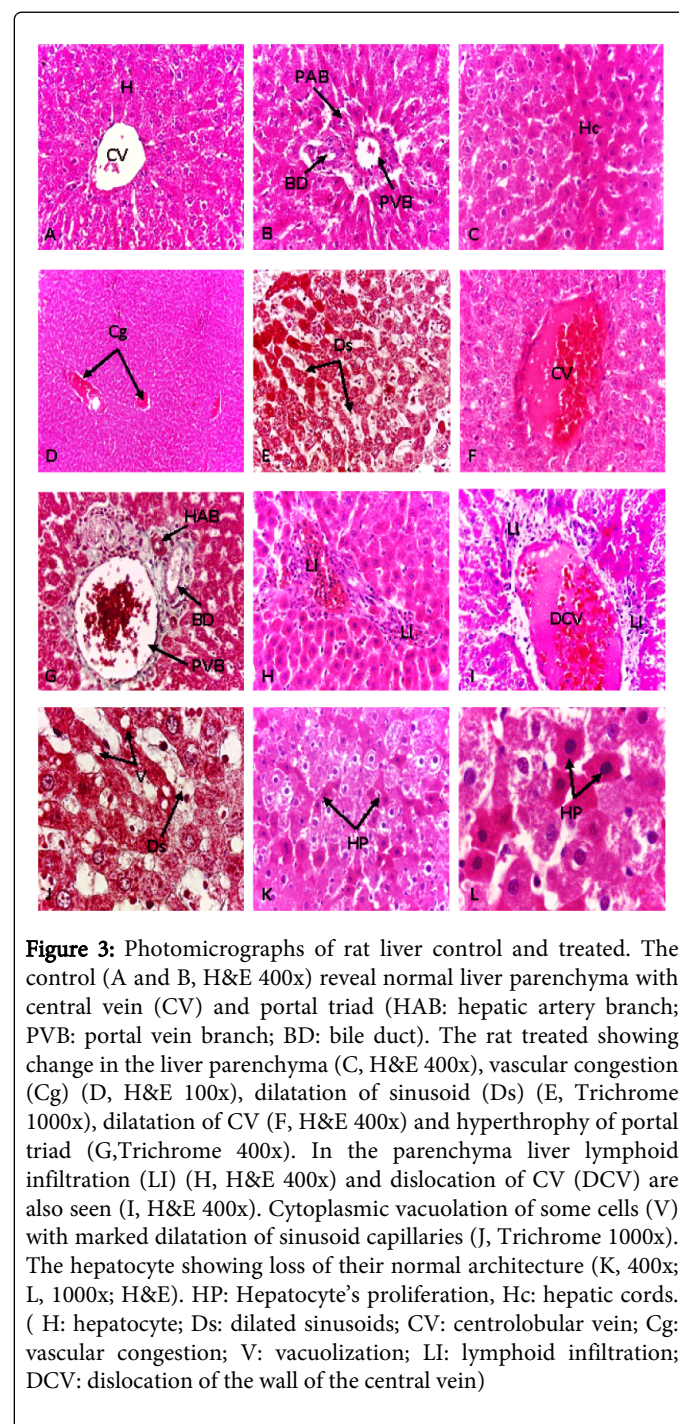 H
CV
A
PAB
BD
PVB
B
Hc
C
Cg
D
Ds
E
CV
F
HAB
BD
PVB
G
LI
LI
H
LI
DCV
LI
I
V
Ds
J
HP
K
HP
L
Figure 3: Photomicrographs of rat liver control and treated. The
control (A and B, H&E 400x) reveal normal liver parenchyma with
central vein (CV) and portal triad (HAB: hepatic artery branch;
PVB: portal vein branch; BD: bile duct). The rat treated showing
change in the liver parenchyma (C, H&E 400x), vascular congestion
(Cg) (D, H&E 100x), dilatation of sinusoid (Ds) (E, Trichrome
1000x), dilatation of CV (F, H&E 400x) and hyperthrophy of portal
triad (G,Trichrome 400x). In the parenchyma liver lymphoid
infiltration (LI) (H, H&E 400x) and dislocation of CV (DCV) are
also seen (I, H&E 400x). Cytoplasmic vacuolation of some cells (V)
with marked dilatation of sinusoid capillaries (J, Trichrome 1000x).
The hepatocyte showing loss of their normal architecture (K, 400x;
L, 1000x; H&E). HP: Hepatocyte’s proliferation, Hc: hepatic cords.
( H: hepatocyte; Ds: dilated sinusoids; CV: centrolobular vein; Cg:
vascular congestion; V: vacuolization; LI: lymphoid infiltration;
DCV: dislocation of the wall of the central vein)